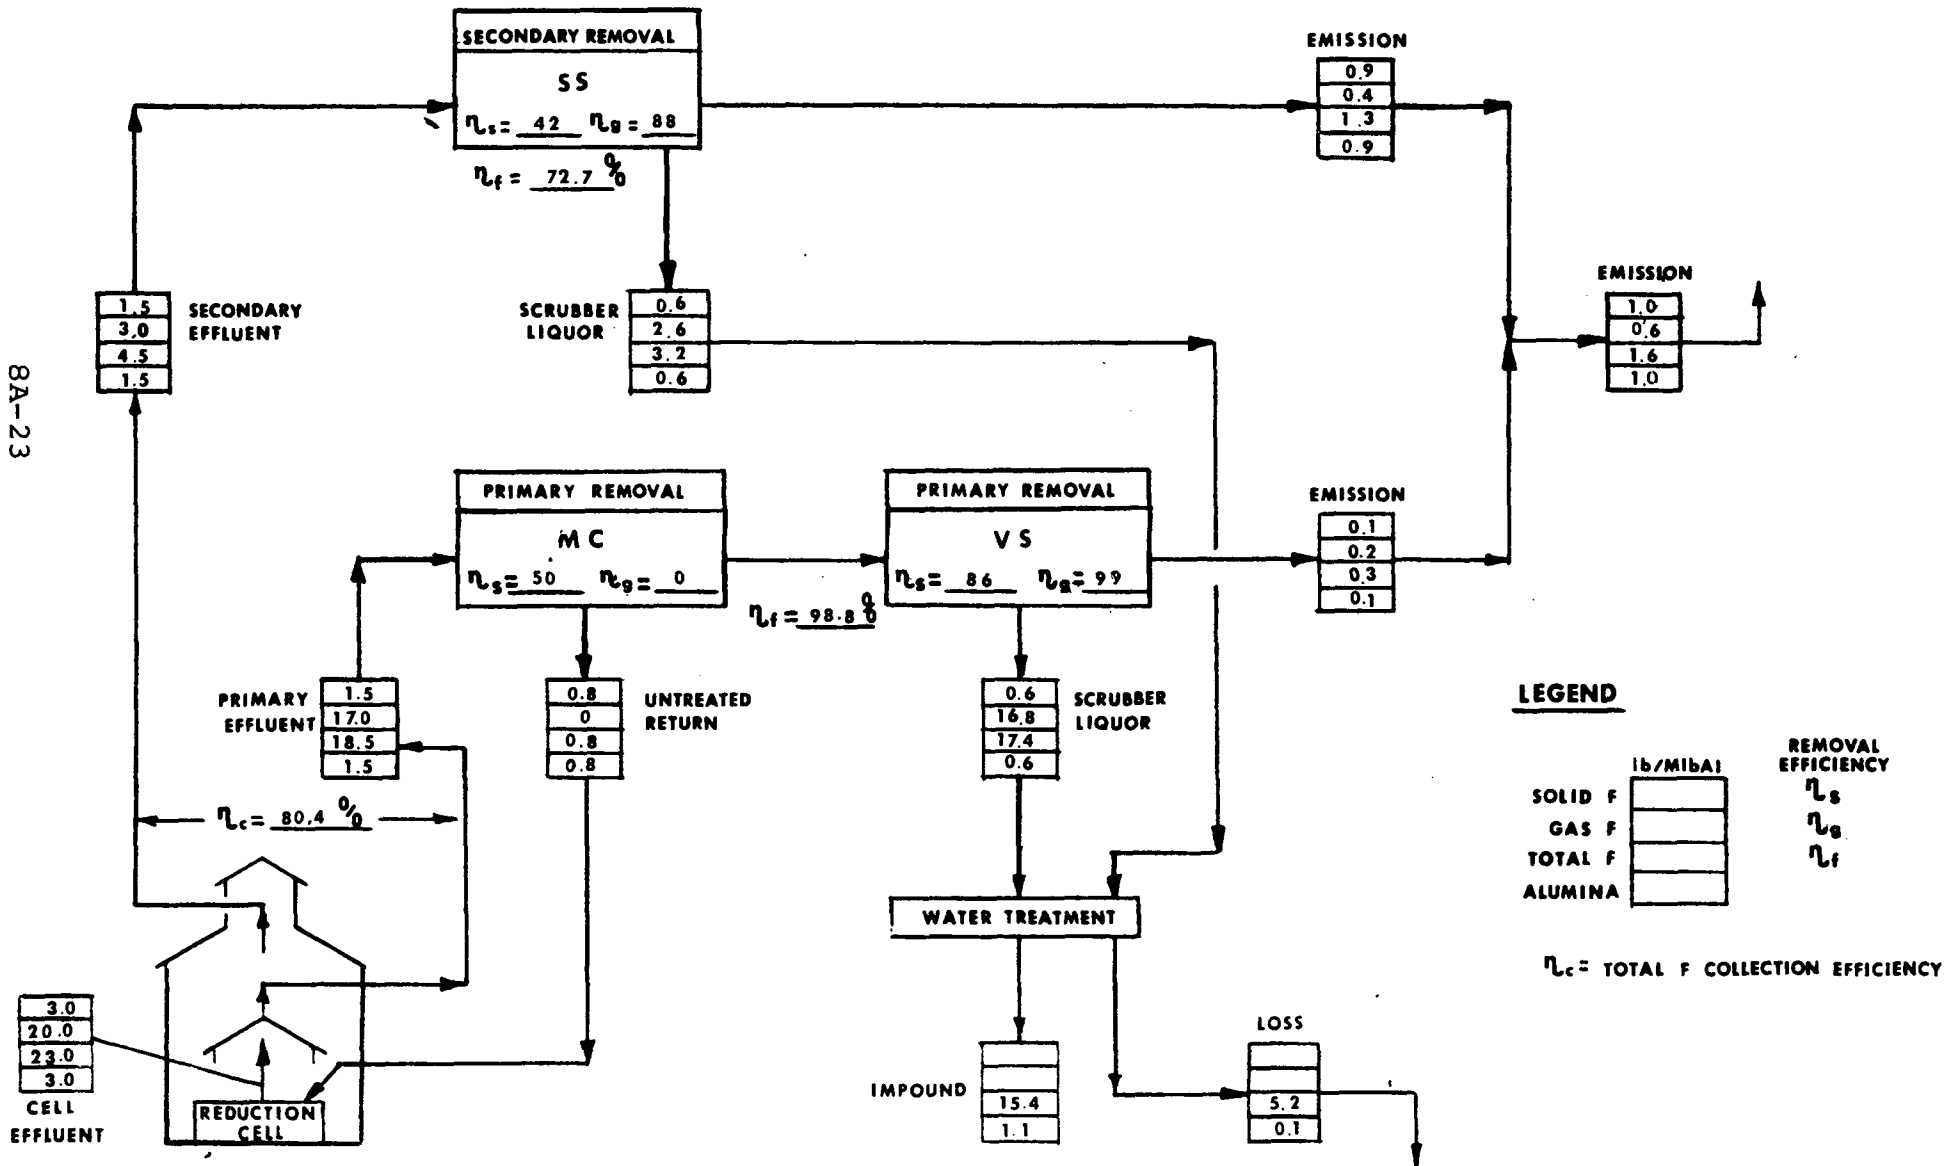 SECONDARY REMOVAL
SS
ηs= 42 ηg= 88
ηf = 72.7 %
EMISSION
0.9
0.4
1.3
0.9
1.5
3.0
4.5
1.5
SECONDARY
EFFLUENT
SCRUBBER
LIQUOR
0.6
2.6
3.2
0.6
EMISSION
1.0
0.6
1.6
1.0
8A-23
PRIMARY REMOVAL
MC
ηs= 50 ηg= 0
ηf = 98.8 %
PRIMARY REMOVAL
VS
ηs= 86 ηg= 99
EMISSION
0.1
0.2
0.3
0.1
PRIMARY
EFFLUENT
1.5
17.0
18.5
1.5
0.8
0
0.8
0.8
UNTREATED
RETURN
0.6
16.8
17.4
0.6
SCRUBBER
LIQUOR
ηc= 80.4 %
LEGEND
lb/MlbAl
REMOVAL
EFFICIENCY
SOLID F
ηs
GAS F
ηg
TOTAL F
ηf
ALUMINA
ηc= TOTAL F COLLECTION EFFICIENCY
WATER TREATMENT
3.0
20.0
23.0
3.0
CELL
EFFLUENT
REDUCTION
CELL
IMPOUND
15.4
1.1
LOSS
5.2
0.1